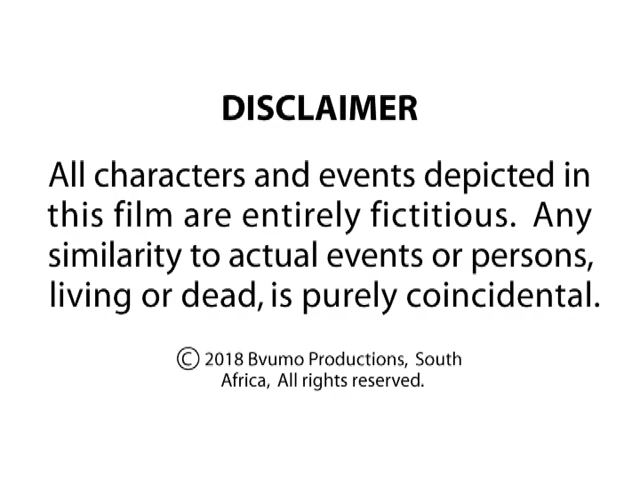 DISCLAIMER
All characters and events depicted in
this film are entirely fictitious. Any
similarity to actual events or persons,
living or dead, is purely coincidental.
© 2018 Bvumo Productions, South
Africa, All rights reserved.